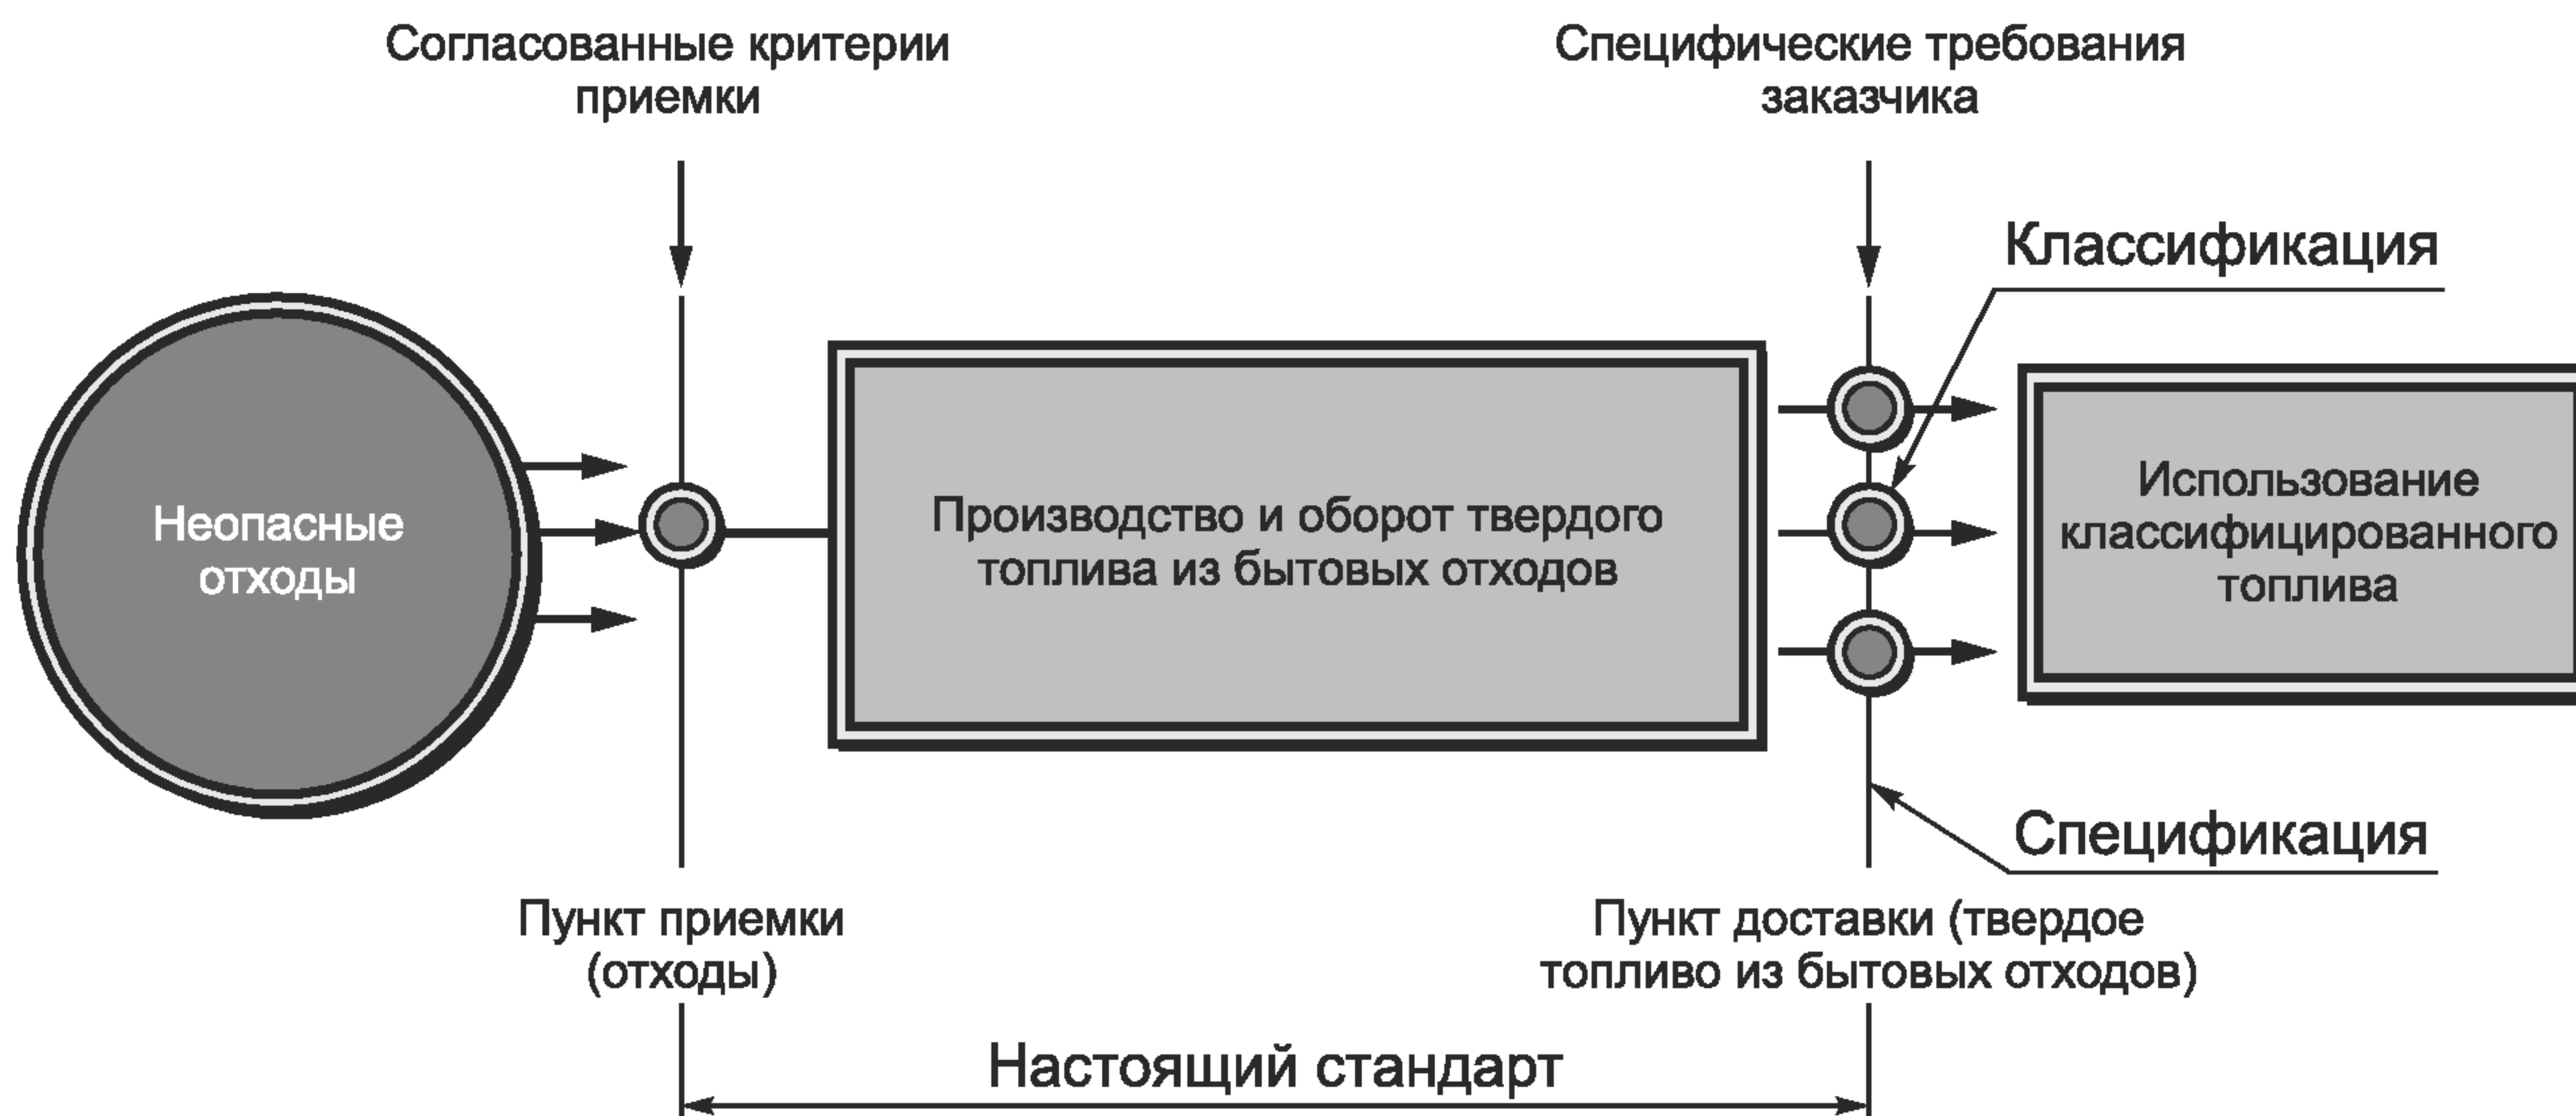 Согласованные критерии
приемки
Специфические требования
заказчика
Классификация
Неопасные
отходы
Производство и оборот твердого
топлива из бытовых отходов
Использование
классифицированного
топлива
Спецификация
Пункт приемки
(отходы)
Пункт доставки (твердое
топливо из бытовых отходов)
Настоящий стандарт